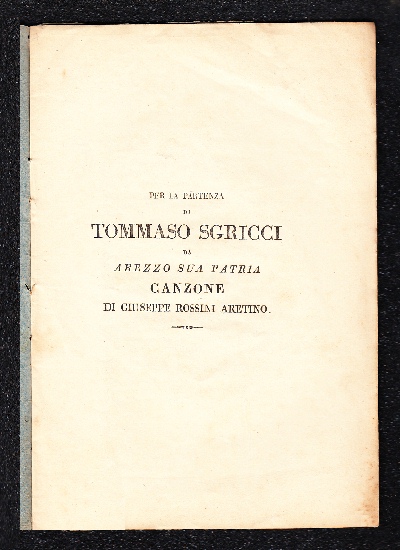 PER LA PARTENZA
DI
TOMMASO SGRICCI
DA
AREZZO SUA PATRIA
CANZONE
DI GIUSEPPE ROSSINI ARETINO.